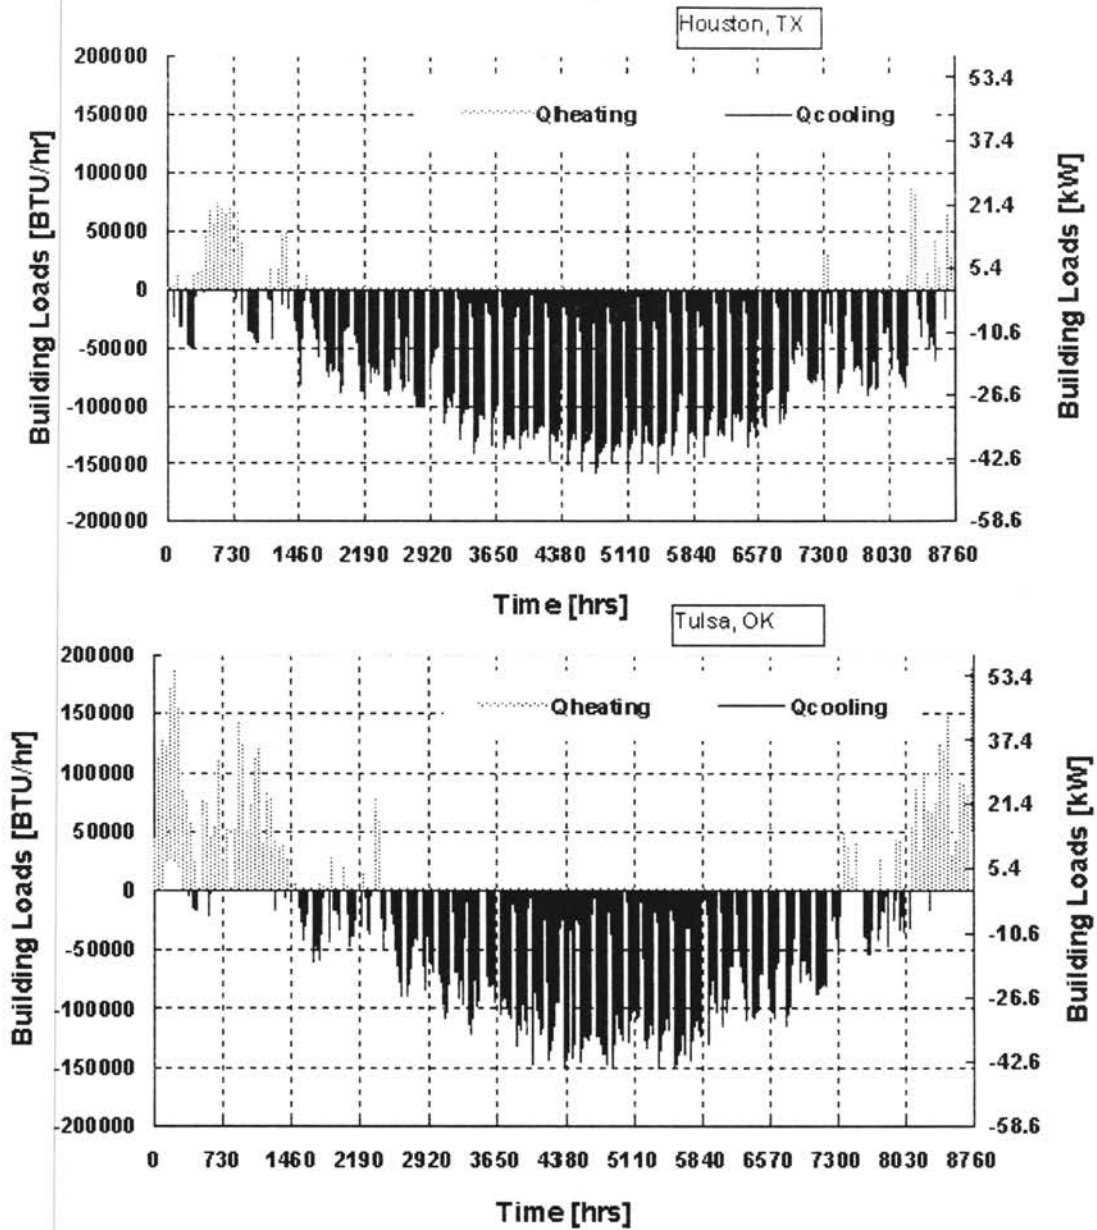 Houston, TX
200000
150000
100000
50000
0
-50000
-100000
-150000
-200000
Building Loads [BTU/hr]
Qheating
Qcooling
53.4
37.4
21.4
5.4
-10.6
-26.6
-42.6
-58.6
Building Loads [kW]
0 730 1460 2190 2920 3650 4380 5110 5840 6570 7300 8030 8760
Time [hrs]
Tulsa, OK
200000
150000
100000
50000
0
-50000
-100000
-150000
-200000
Building Loads [BTU/hr]
Qheating
Qcooling
53.4
37.4
21.4
5.4
-10.6
-26.6
-42.6
-58.6
Building Loads [kW]
0 730 1460 2190 2920 3650 4380 5110 5840 6570 7300 8030 8760
Time [hrs]